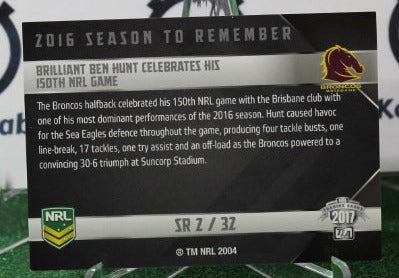 2016 SEASON TO REMEMBER
BRILLIANT BEN HUNT CELEBRATES HIS
150TH NRL GAME
BRONCOS
BRISBANE
The Broncos halfback celebrated his 150th NRL game with the Brisbane club with
one of his most dominant performances of the 2016 season. Hunt caused havoc
for the Sea Eagles defence throughout the game, producing four tackle busts, one
line-break, 17 tackles, one try assist and an off-load as the Broncos powered to a
convincing 30-6 triumph at Suncorp Stadium.
NRL
SR 2 / 32
2017
TLA
© TM NRL 2004